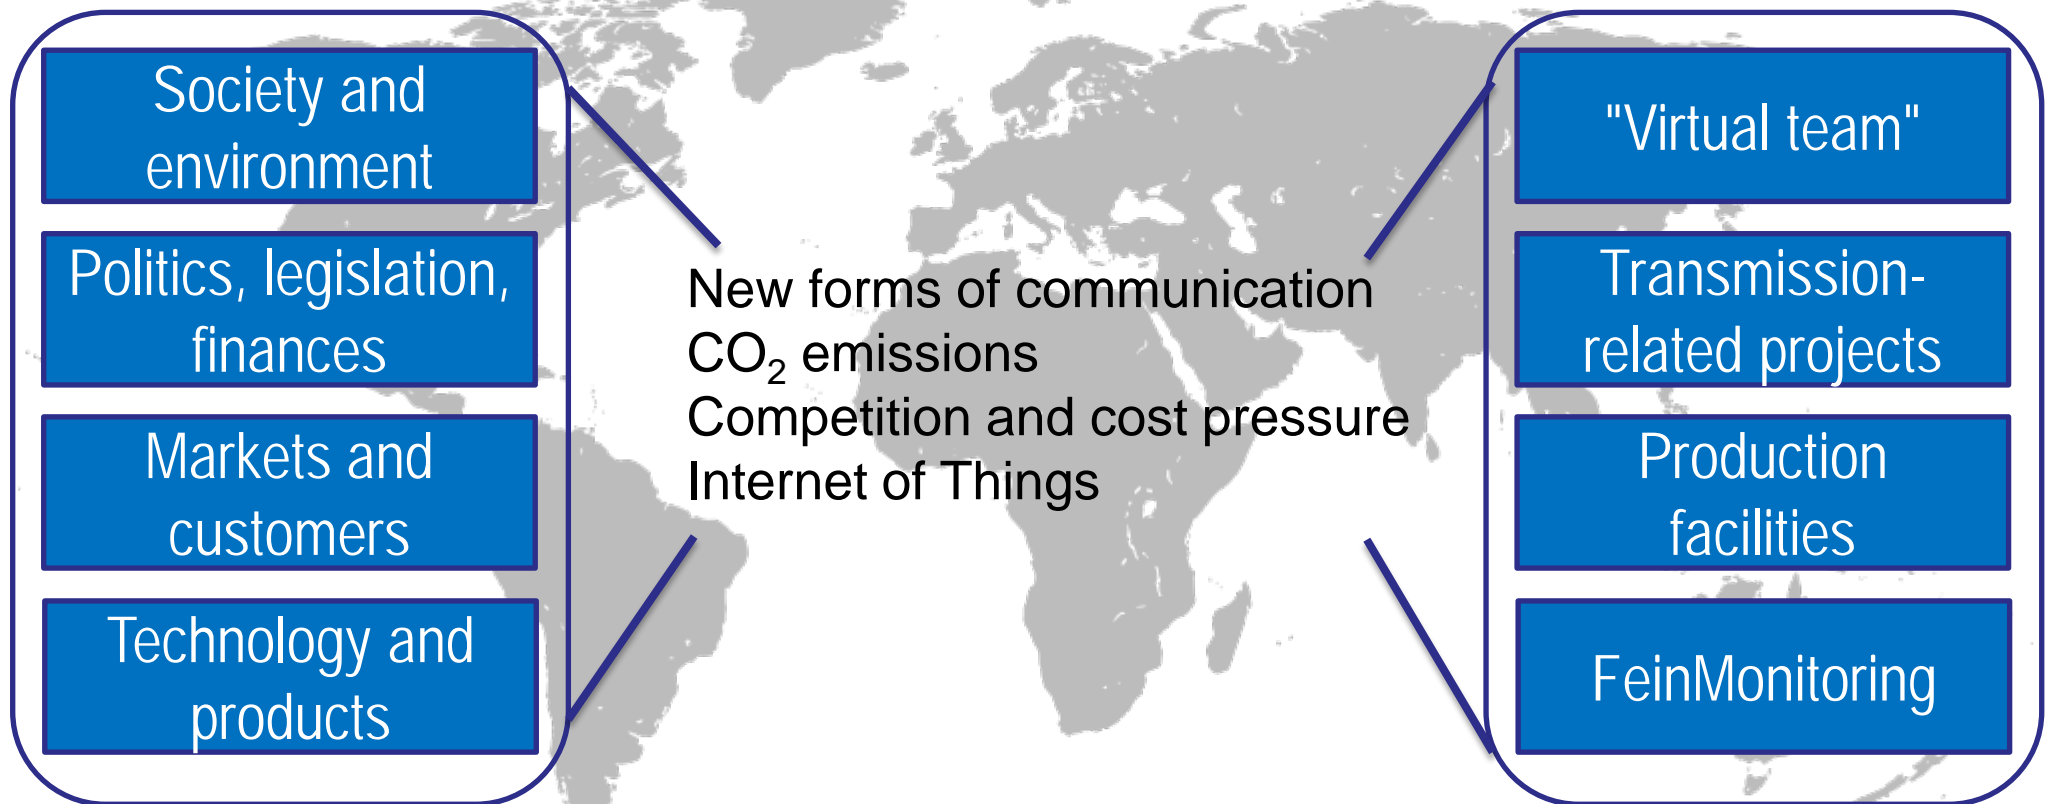 Society and
environment
Politics, legislation,
finances
Markets and
customers
Technology and
products
New forms of communication
CO₂ emissions
Competition and cost pressure
Internet of Things
"Virtual team"
Transmission-
related projects
Production
facilities
FeinMonitoring